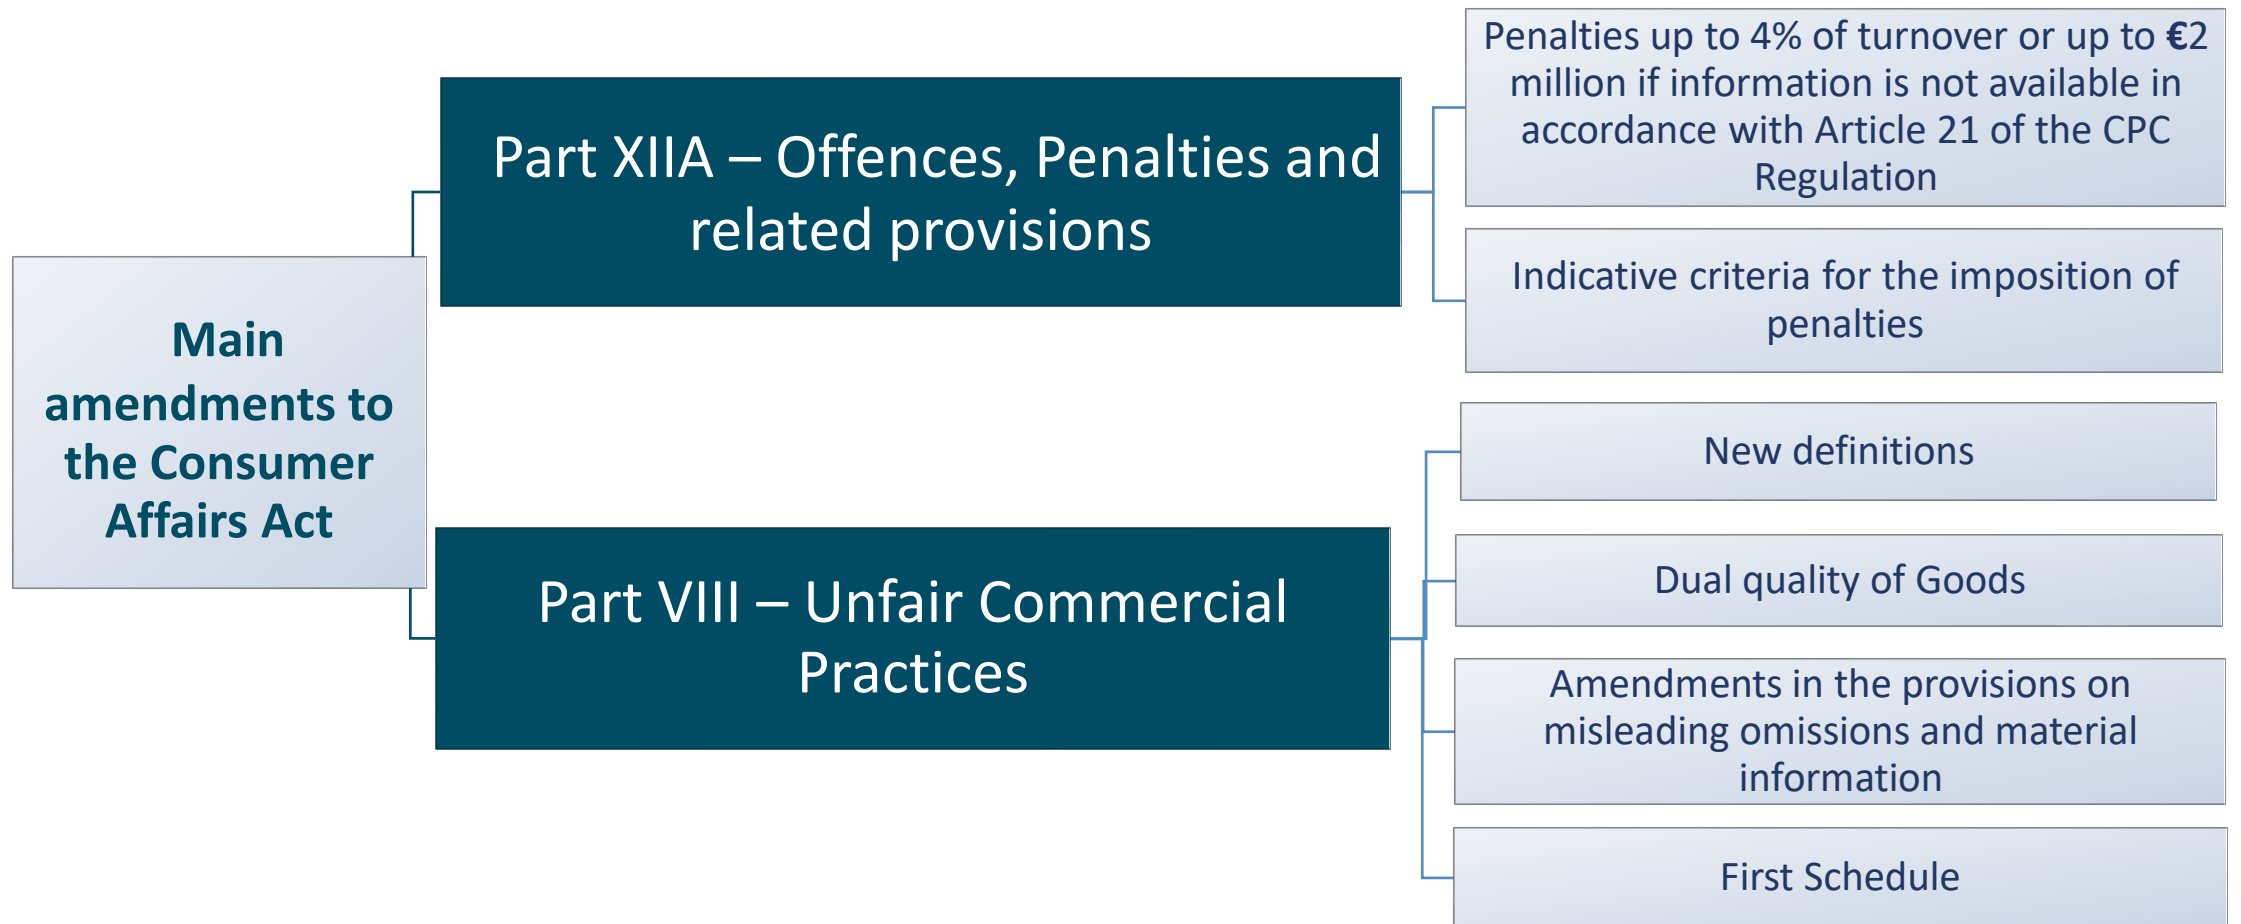 Main
amendments to
the Consumer
Affairs Act
Part XIIA – Offences, Penalties and
related provisions
Penalties up to 4% of turnover or up to €2
million if information is not available in
accordance with Article 21 of the CPC
Regulation
Indicative criteria for the imposition of
penalties
Part VIII – Unfair Commercial
Practices
New definitions
Dual quality of Goods
Amendments in the provisions on
misleading omissions and material
information
First Schedule